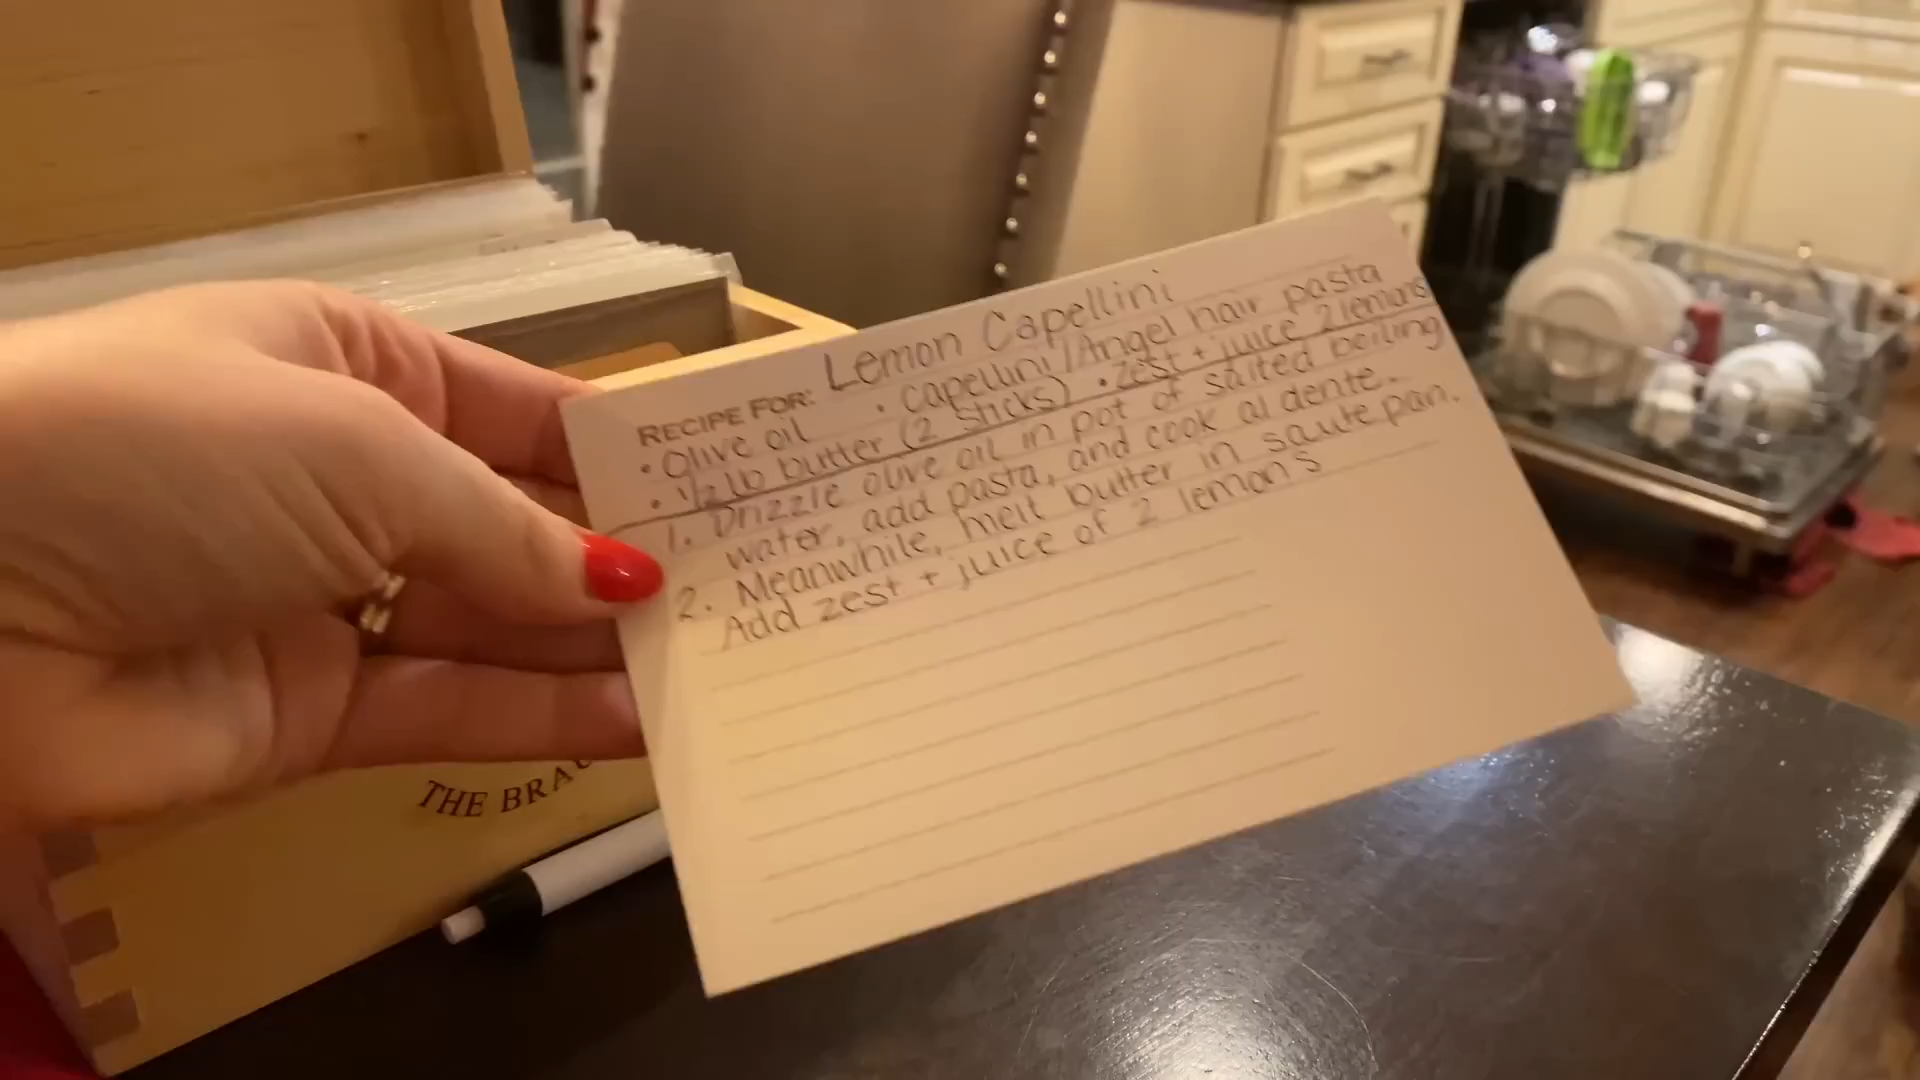 RECIPE FOR: Lemon Capellini
• Olive oil • Capellini/Angel hair pasta
• 1/2 lb butter (2 sticks) • zest + juice 2 lemons
1. Drizzle olive oil in pot of salted boiling
water, add pasta, and cook al dente.
2. Meanwhile, melt butter in saute pan.
Add zest + juice of 2 lemons
THE